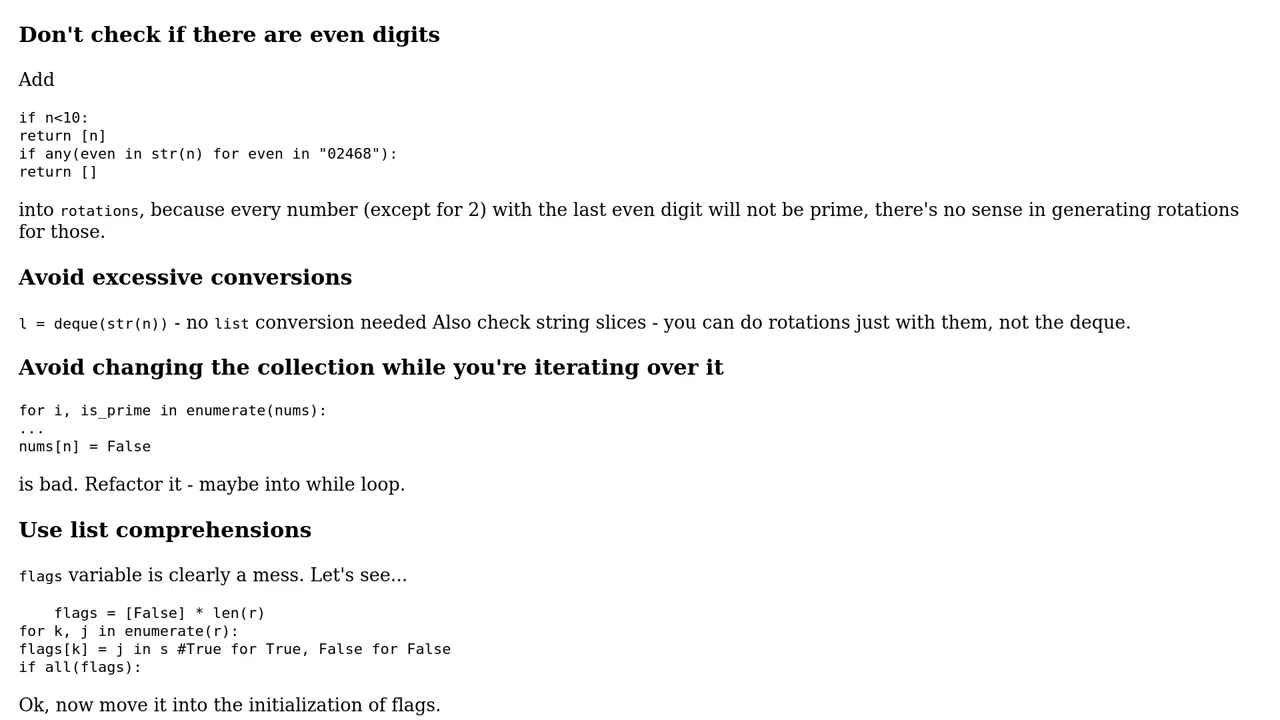 Don't check if there are even digits
Add
if n<10:
return [n]
if any(even in str(n) for even in "02468"):
return []
into rotations, because every number (except for 2) with the last even digit will not be prime, there's no sense in generating rotations
for those.
Avoid excessive conversions
l = deque(str(n)) - no list conversion needed Also check string slices - you can do rotations just with them, not the deque.
Avoid changing the collection while you're iterating over it
for i, is_prime in enumerate(nums):
...
nums[n] = False
is bad. Refactor it - maybe into while loop.
Use list comprehensions
flags variable is clearly a mess. Let's see...
    flags = [False] * len(r)
for k, j in enumerate(r):
flags[k] = j in s #True for True, False for False
if all(flags):
Ok, now move it into the initialization of flags.